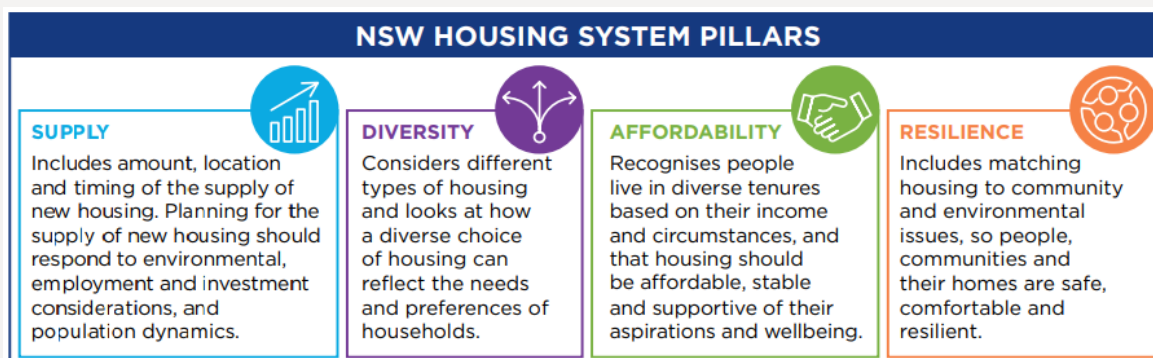 NSW HOUSING SYSTEM PILLARS
SUPPLY
Includes amount, location
and timing of the supply of
new housing. Planning for the
supply of new housing should
respond to environmental,
employment and investment
considerations, and
population dynamics.
DIVERSITY
Considers different
types of housing
and looks at how
a diverse choice
of housing can
reflect the needs
and preferences of
households.
AFFORDABILITY
Recognises people
live in diverse tenures
based on their income
and circumstances, and
that housing should
be affordable, stable
and supportive of their
aspirations and wellbeing.
RESILIENCE
Includes matching
housing to community
and environmental
issues, so people,
communities and
their homes are safe,
comfortable and
resilient.